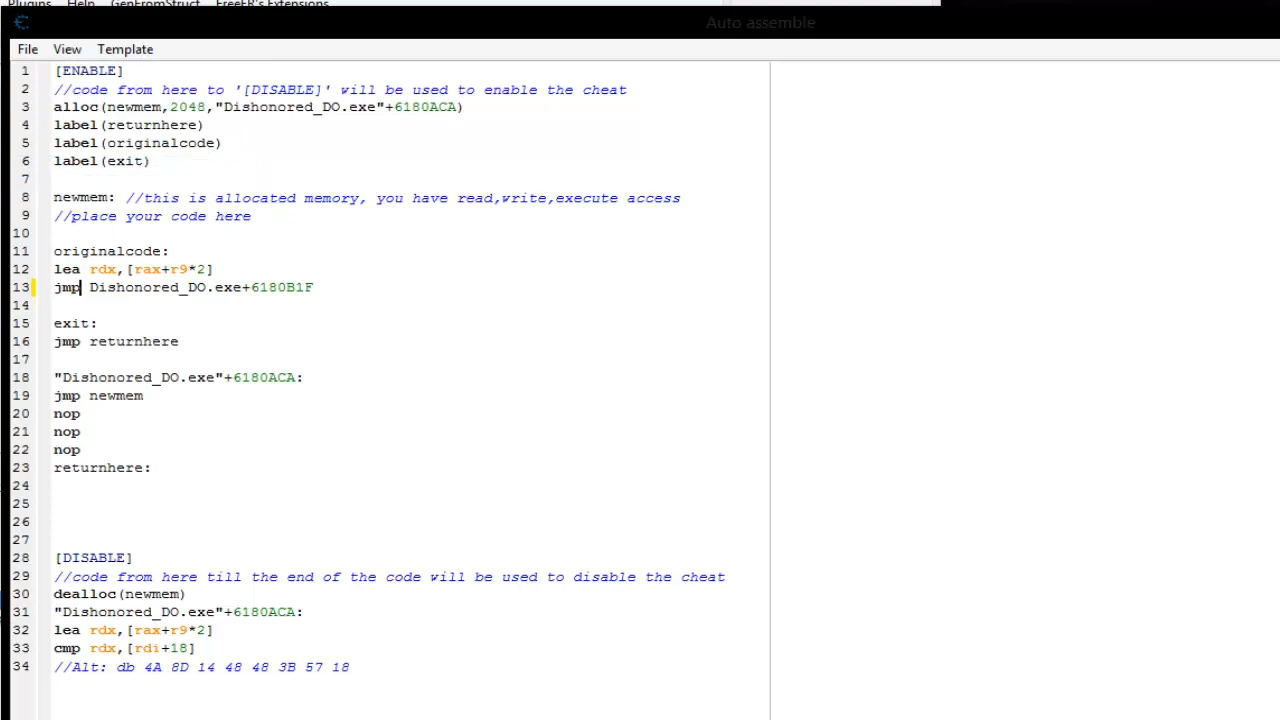 Plugins Help GenFromStruct FreeER's Extensions
Auto assemble
File View Template
1 [ENABLE]
2 //code from here to '[DISABLE]' will be used to enable the cheat
3 alloc(newmem,2048,"Dishonored_DO.exe"+6180ACA)
4 label(returnhere)
5 label(originalcode)
6 label(exit)
7
8 newmem: //this is allocated memory, you have read,write,execute access
9 //place your code here
10
11 originalcode:
12 lea rdx,[rax+r9*2]
13 jmp Dishonored_DO.exe+6180B1F
14
15 exit:
16 jmp returnhere
17
18 "Dishonored_DO.exe"+6180ACA:
19 jmp newmem
20 nop
21 nop
22 nop
23 returnhere:
24
25
26
27
28 [DISABLE]
29 //code from here till the end of the code will be used to disable the cheat
30 dealloc(newmem)
31 "Dishonored_DO.exe"+6180ACA:
32 lea rdx,[rax+r9*2]
33 cmp rdx,[rdi+18]
34 //Alt: db 4A 8D 14 48 48 3B 57 18